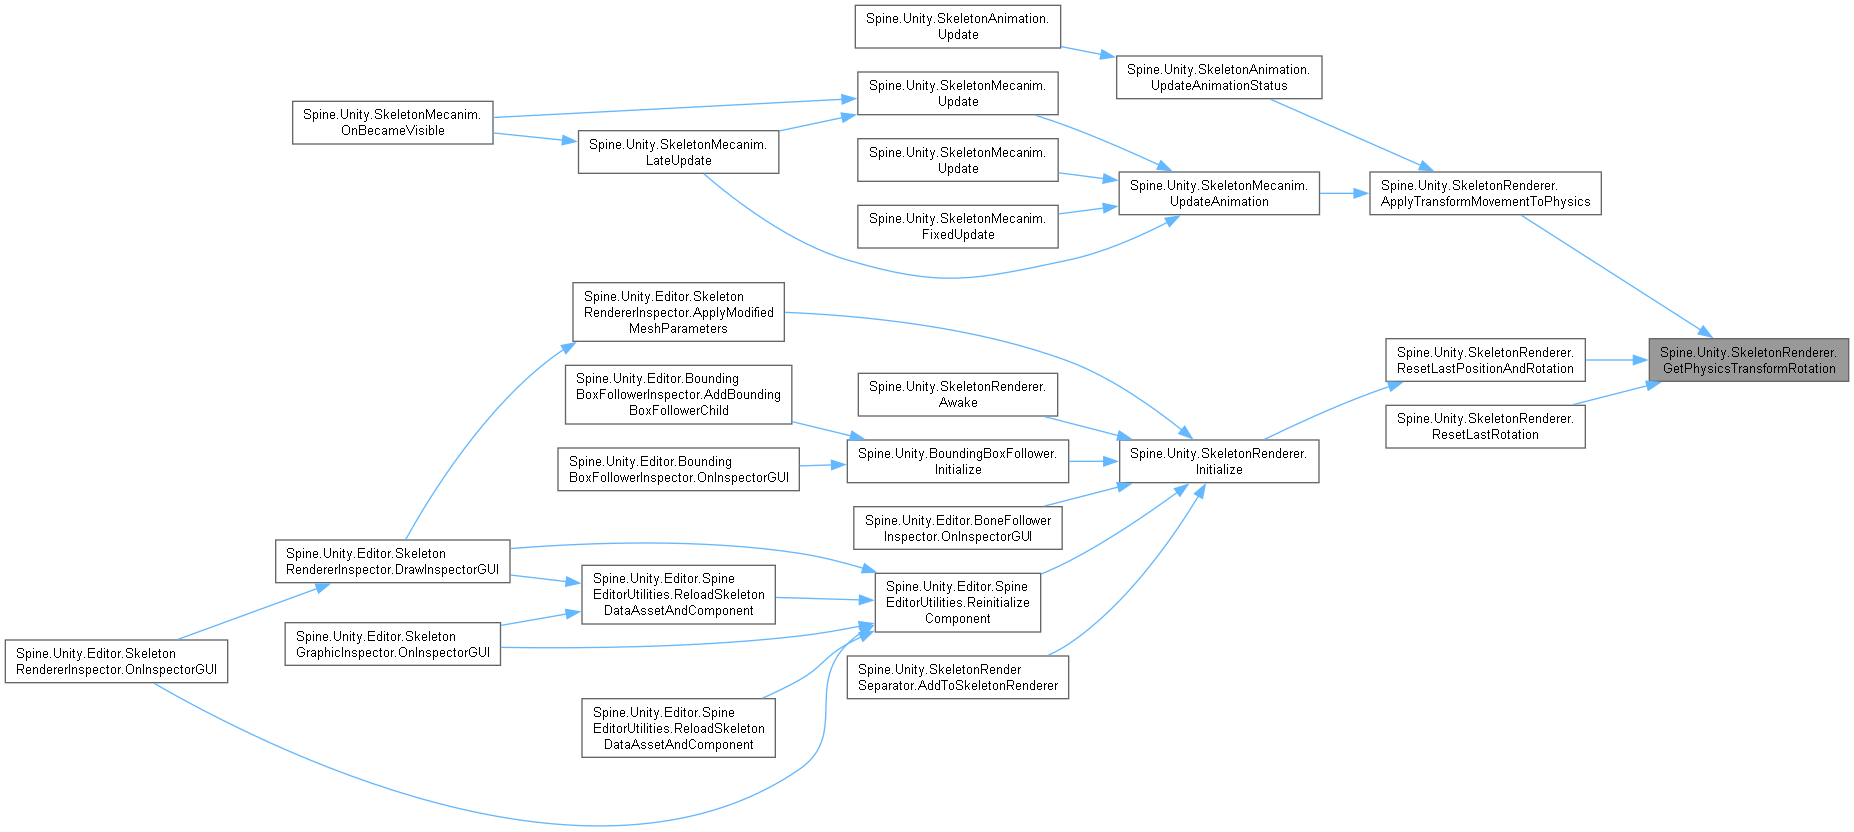 Spine.Unity.SkeletonAnimation.
Update
Spine.Unity.SkeletonAnimation.
UpdateAnimationStatus
Spine.Unity.SkeletonMecanim.
Update
Spine.Unity.SkeletonMecanim.
OnBecameVisible
Spine.Unity.SkeletonMecanim.
LateUpdate
Spine.Unity.SkeletonMecanim.
Update
Spine.Unity.SkeletonMecanim.
UpdateAnimation
Spine.Unity.SkeletonRenderer.
ApplyTransformMovementToPhysics
Spine.Unity.SkeletonMecanim.
FixedUpdate
Spine.Unity.Editor.Skeleton
RendererInspector.ApplyModified
MeshParameters
Spine.Unity.SkeletonRenderer.
ResetLastPositionAndRotation
Spine.Unity.SkeletonRenderer.
GetPhysicsTransformRotation
Spine.Unity.Editor.Bounding
BoxFollowerInspector.AddBounding
BoxFollowerChild
Spine.Unity.SkeletonRenderer.
Awake
Spine.Unity.SkeletonRenderer.
ResetLastRotation
Spine.Unity.Editor.Bounding
BoxFollowerInspector.OnInspectorGUI
Spine.Unity.BoundingBoxFollower.
Initialize
Spine.Unity.SkeletonRenderer.
Initialize
Spine.Unity.Editor.BoneFollower
Inspector.OnInspectorGUI
Spine.Unity.Editor.Skeleton
RendererInspector.DrawInspectorGUI
Spine.Unity.Editor.Spine
EditorUtilities.ReloadSkeleton
DataAssetAndComponent
Spine.Unity.Editor.Spine
EditorUtilities.Reinitialize
Component
Spine.Unity.Editor.Skeleton
GraphicInspector.OnInspectorGUI
Spine.Unity.Editor.Skeleton
RendererInspector.OnInspectorGUI
Spine.Unity.SkeletonRender
Separator.AddToSkeletonRenderer
Spine.Unity.Editor.Spine
EditorUtilities.ReloadSkeleton
DataAssetAndComponent